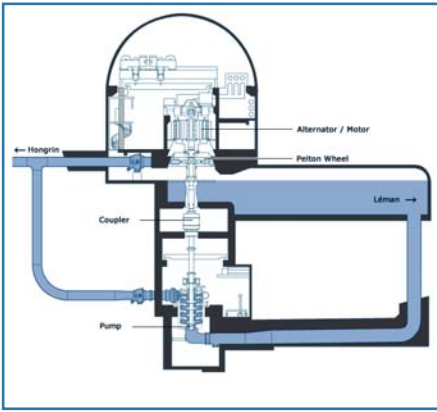 Alternator / Motor
← Hongrin
Pelton Wheel
Léman →
Coupler
Pump